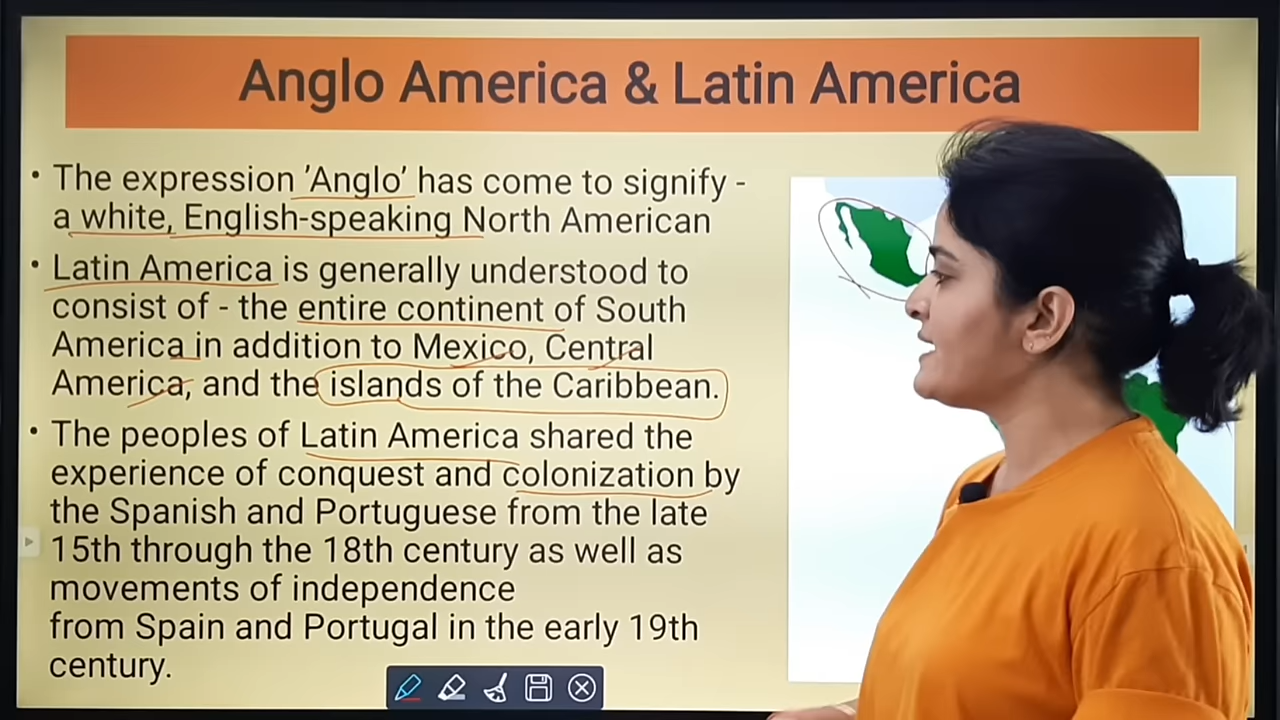 Anglo America & Latin America
• The expression 'Anglo' has come to signify -
a white, English-speaking North American
• Latin America is generally understood to
consist of - the entire continent of South
America in addition to Mexico, Central
America, and the islands of the Caribbean.
• The peoples of Latin America shared the
experience of conquest and colonization by
the Spanish and Portuguese from the late
15th through the 18th century as well as
movements of independence
from Spain and Portugal in the early 19th
century.